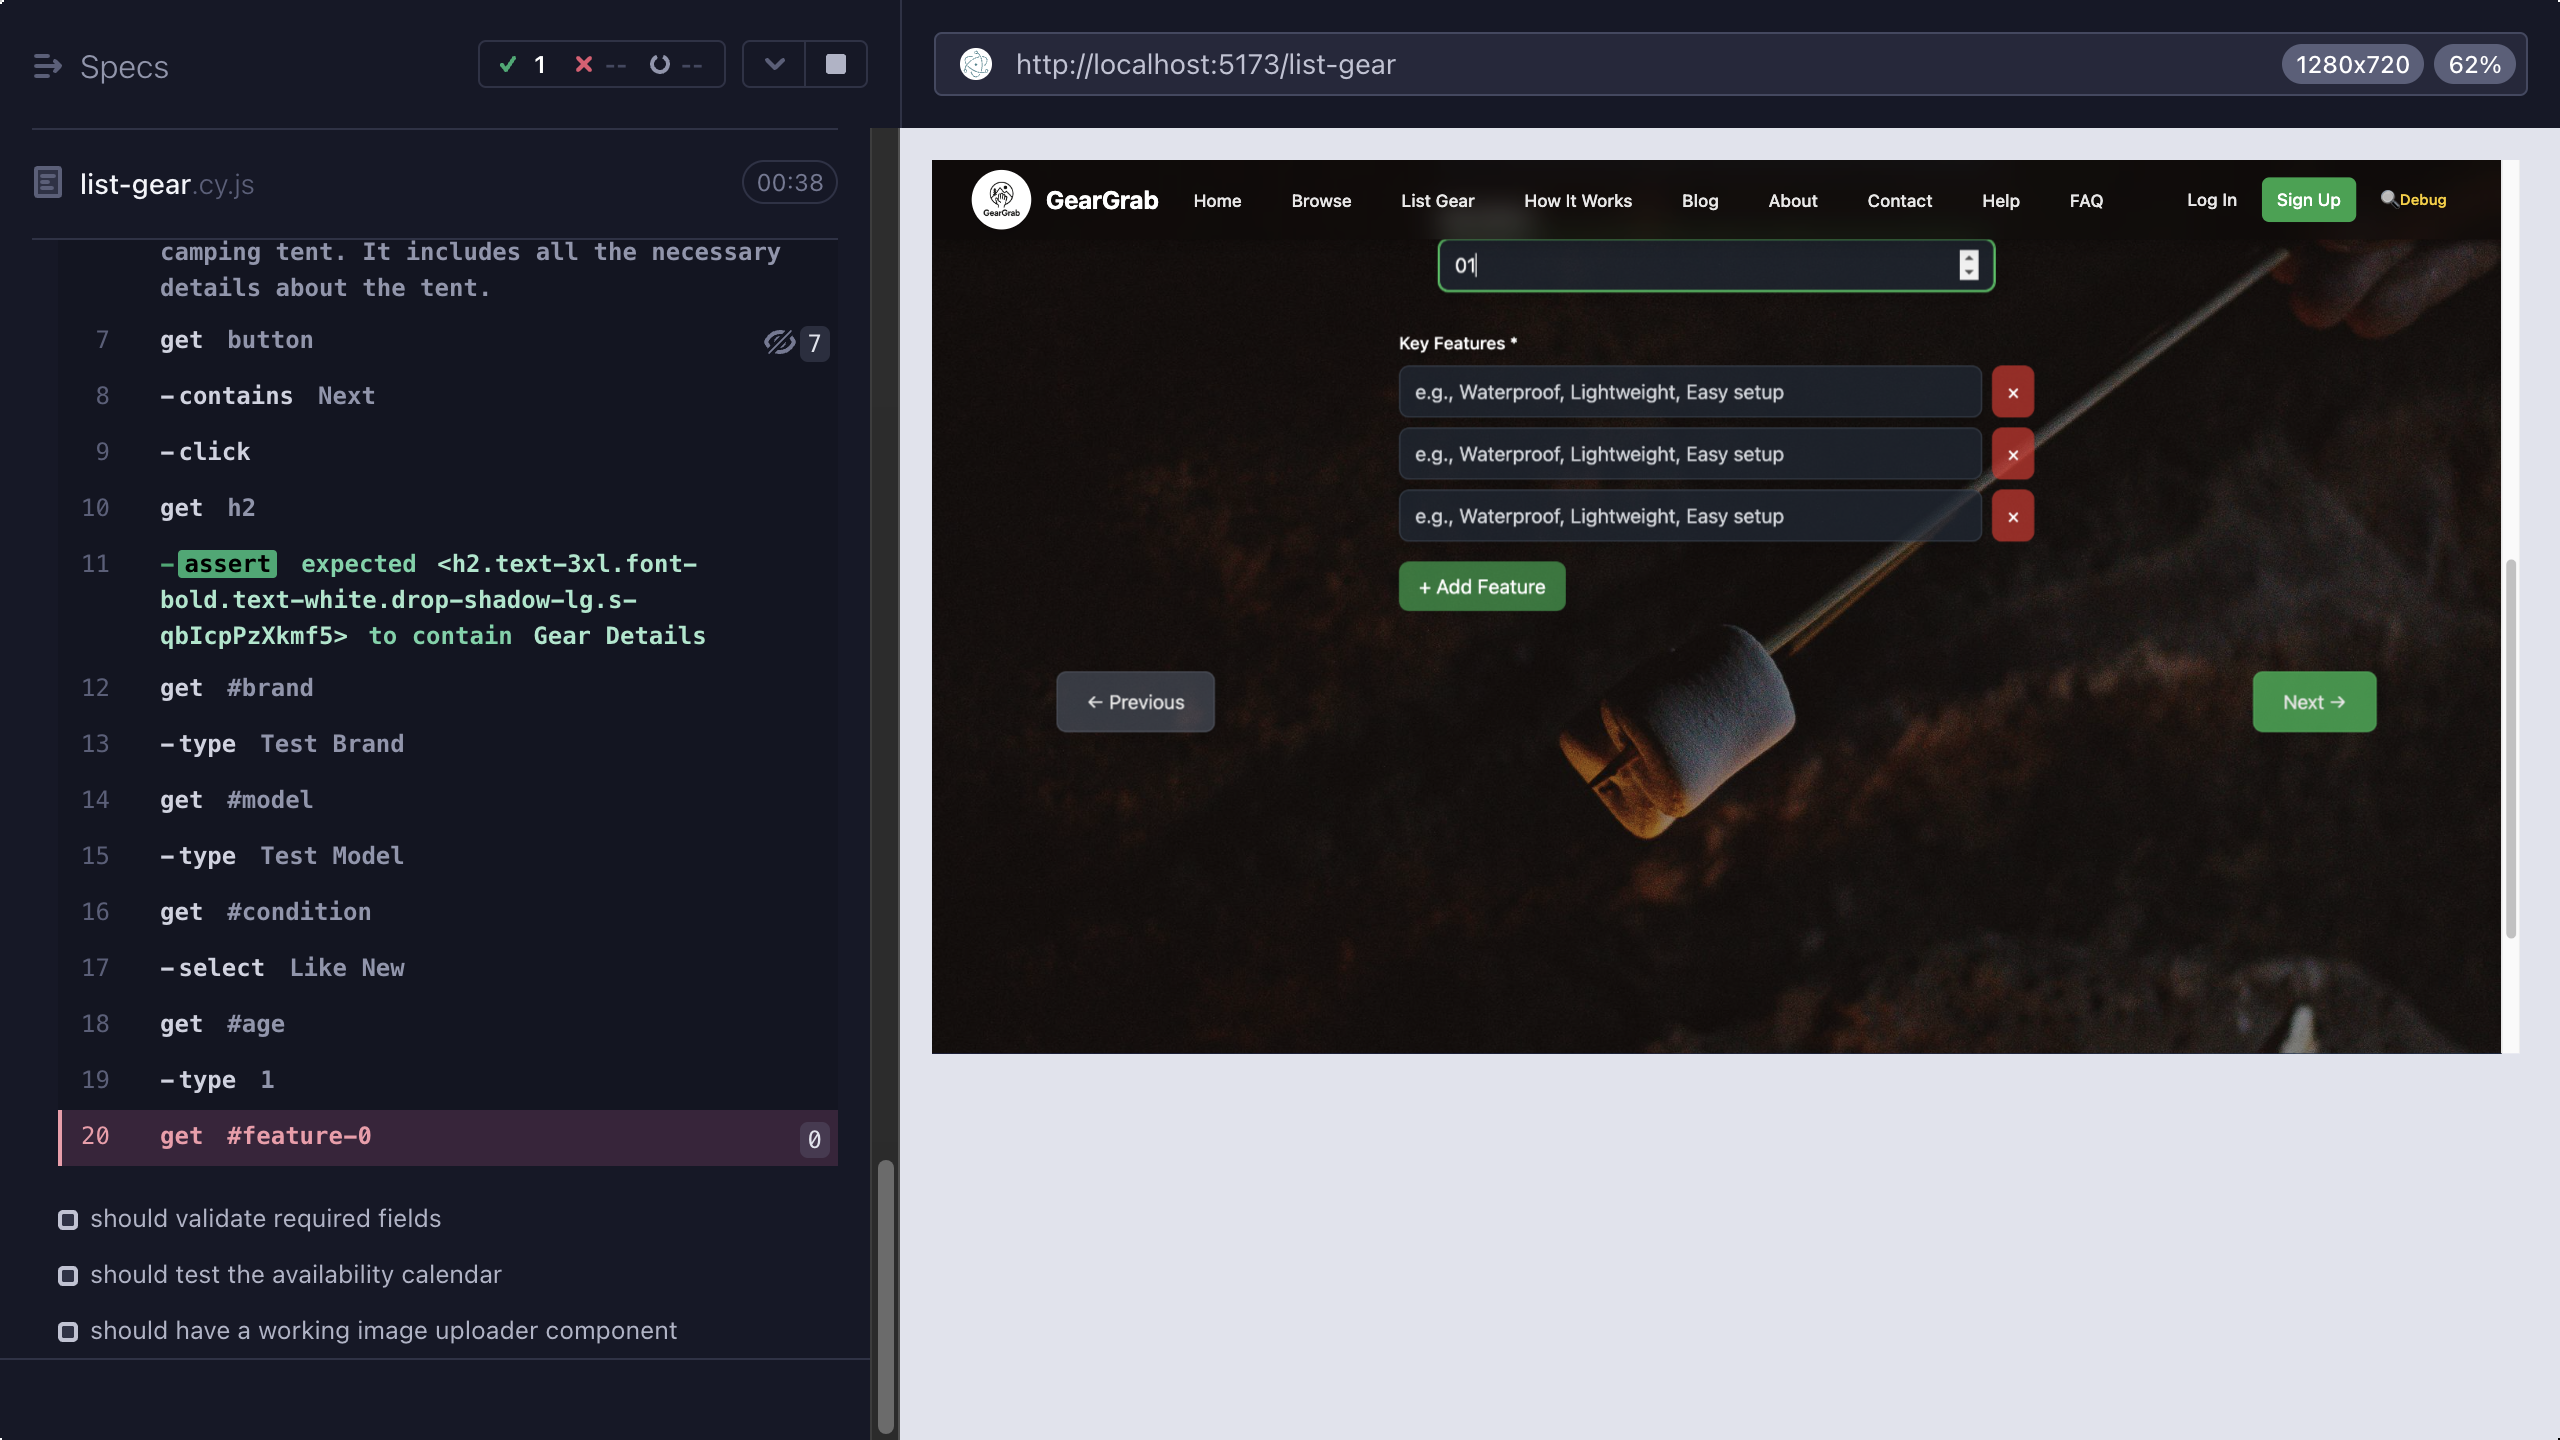 Specs
1
--
--
list-gear.cy.js
00:38
camping tent. It includes all the necessary
details about the tent.
7 get button 7
8 -contains Next
9 -click
10 get h2
11 -assert expected <h2.text-3xl.font-
bold.text-white.drop-shadow-lg.s-
qbIcpPzXkmf5> to contain Gear Details
12 get #brand
13 -type Test Brand
14 get #model
15 -type Test Model
16 get #condition
17 -select Like New
18 get #age
19 -type 1
20 get #feature-0 0
should validate required fields
should test the availability calendar
should have a working image uploader component
http://localhost:5173/list-gear
1280x720
62%
GearGrab
GearGrab
Home
Browse
List Gear
How It Works
Blog
About
Contact
Help
FAQ
Log In
Sign Up
Debug
01
Key Features *
e.g., Waterproof, Lightweight, Easy setup ×
e.g., Waterproof, Lightweight, Easy setup ×
e.g., Waterproof, Lightweight, Easy setup ×
+ Add Feature
← Previous
Next →